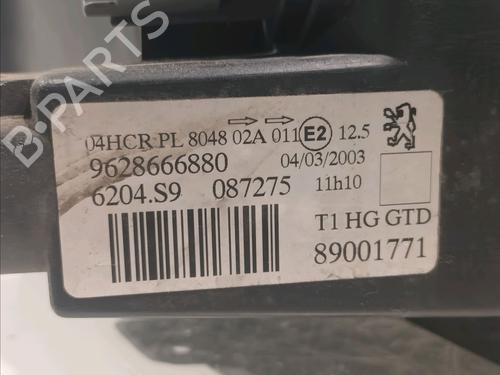 B-PARTS
04HCR PL 8048 02A 011 E2 12.5
9628666880 04/03/2003
6204.S9 087275 11h10
T1 HG GTD
89001771